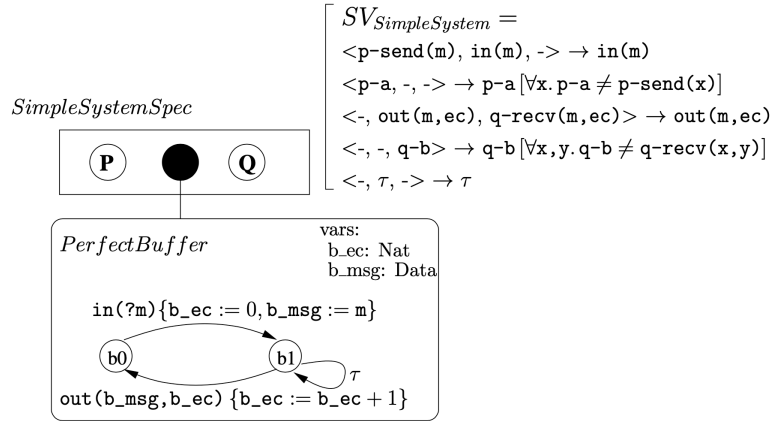 SV_SimpleSystem =
<p-send(m), in(m), -> → in(m)
<p-a, -, -> → p-a [∀x.p-a ≠ p-send(x)]
<-, out(m,ec), q-recv(m,ec)> → out(m,ec)
<-, -, q-b> → q-b [∀x,y.q-b ≠ q-recv(x,y)]
<-, τ, -> → τ
SimpleSystemSpec
P Q
PerfectBuffer
vars:
b_ec: Nat
b_msg: Data
in(?m){b_ec := 0, b_msg := m}
b0 b1
τ
out(b_msg,b_ec) {b_ec := b_ec + 1}